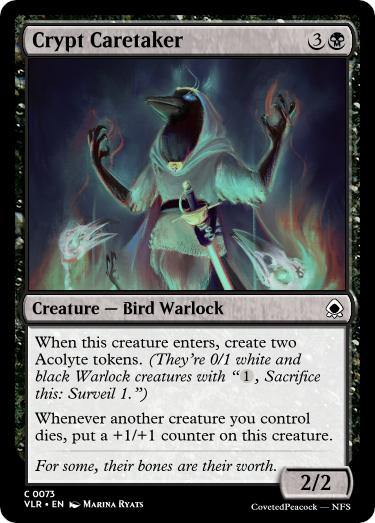 Crypt Caretaker 3
Creature — Bird Warlock
When this creature enters, create two
Acolyte tokens. (They're 0/1 white and
black Warlock creatures with “1, Sacrifice
this: Surveil 1.”)
Whenever another creature you control
dies, put a +1/+1 counter on this creature.
For some, their bones are their worth.
2/2
C 0073
VLR • EN Marina Ryats
CovetedPeacock — NFS